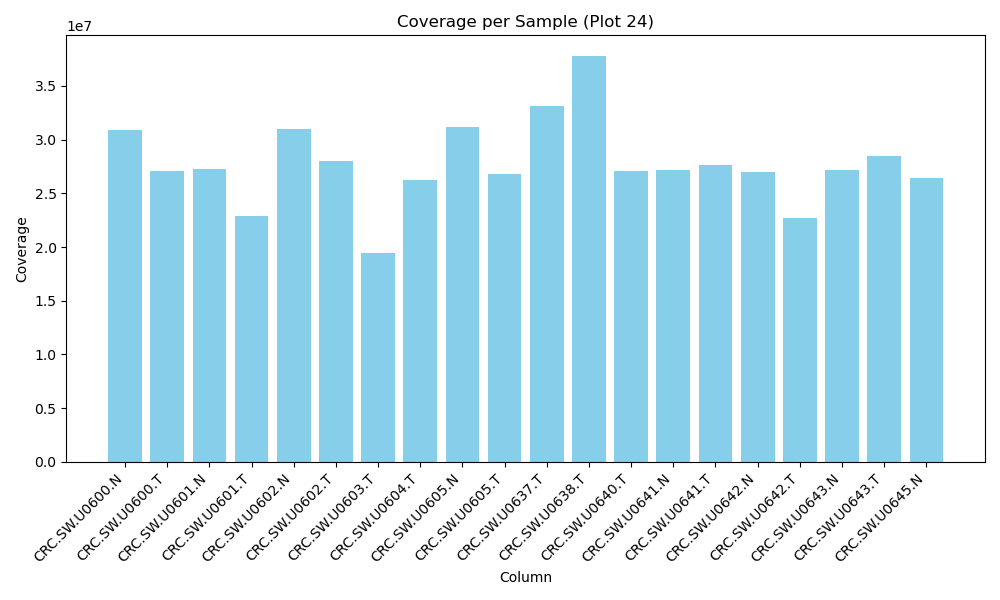 Coverage per Sample (Plot 24)
1e7
3.5
3.0
2.5
2.0
1.5
1.0
0.5
0.0
Coverage
CRC.SW.U0600.N
CRC.SW.U0600.T
CRC.SW.U0601.N
CRC.SW.U0601.T
CRC.SW.U0602.N
CRC.SW.U0602.T
CRC.SW.U0603.T
CRC.SW.U0604.T
CRC.SW.U0605.N
CRC.SW.U0605.T
CRC.SW.U0637.T
CRC.SW.U0638.T
CRC.SW.U0640.T
CRC.SW.U0641.N
CRC.SW.U0641.T
CRC.SW.U0642.N
CRC.SW.U0642.T
CRC.SW.U0643.N
CRC.SW.U0643.T
CRC.SW.U0645.N
Column